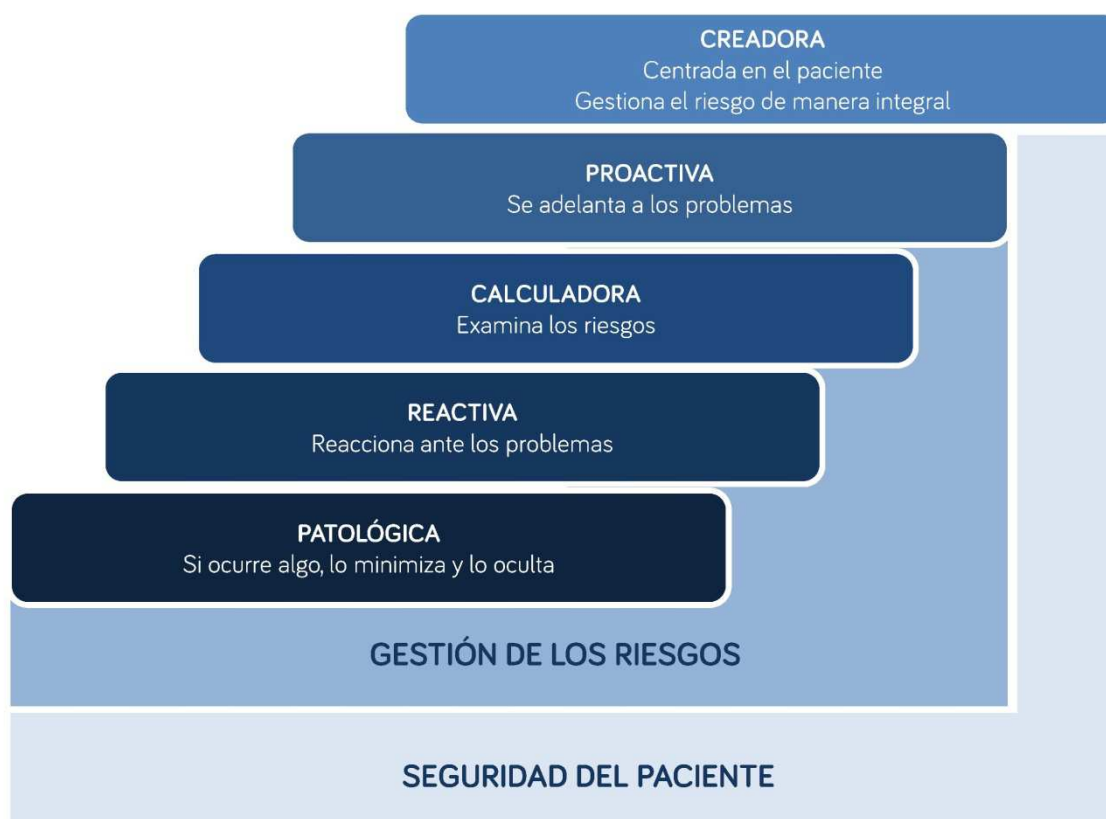 CREADORA
Centrada en el paciente
Gestiona el riesgo de manera integral
PROACTIVA
Se adelanta a los problemas
CALCULADORA
Examina los riesgos
REACTIVA
Reacciona ante los problemas
PATOLÓGICA
Si ocurre algo, lo minimiza y lo oculta
GESTIÓN DE LOS RIESGOS
SEGURIDAD DEL PACIENTE